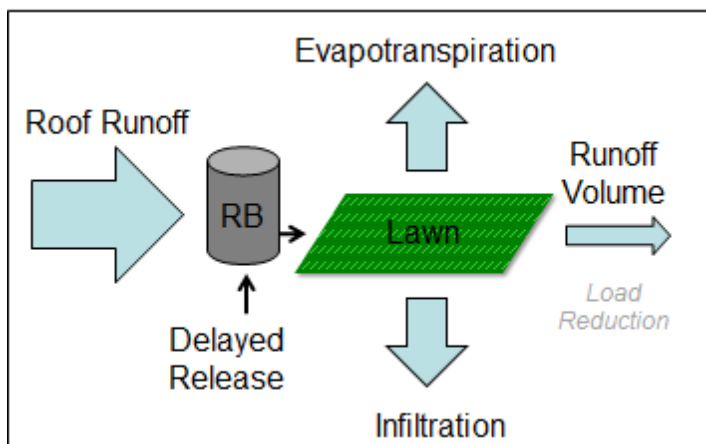 Evapotranspiration
Roof Runoff
Runoff
Volume
RB
Lawn
Load
Reduction
Delayed
Release
Infiltration